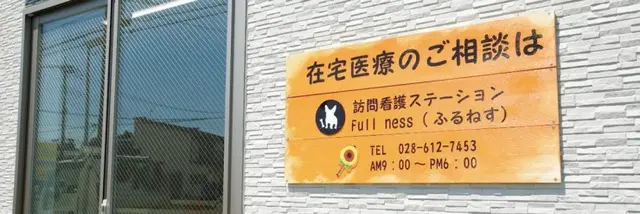 在宅医療のご相談は
訪問看護ステーション
Full ness（ふるねす）
TEL 028-612-7453
AM9：00～PM6：00